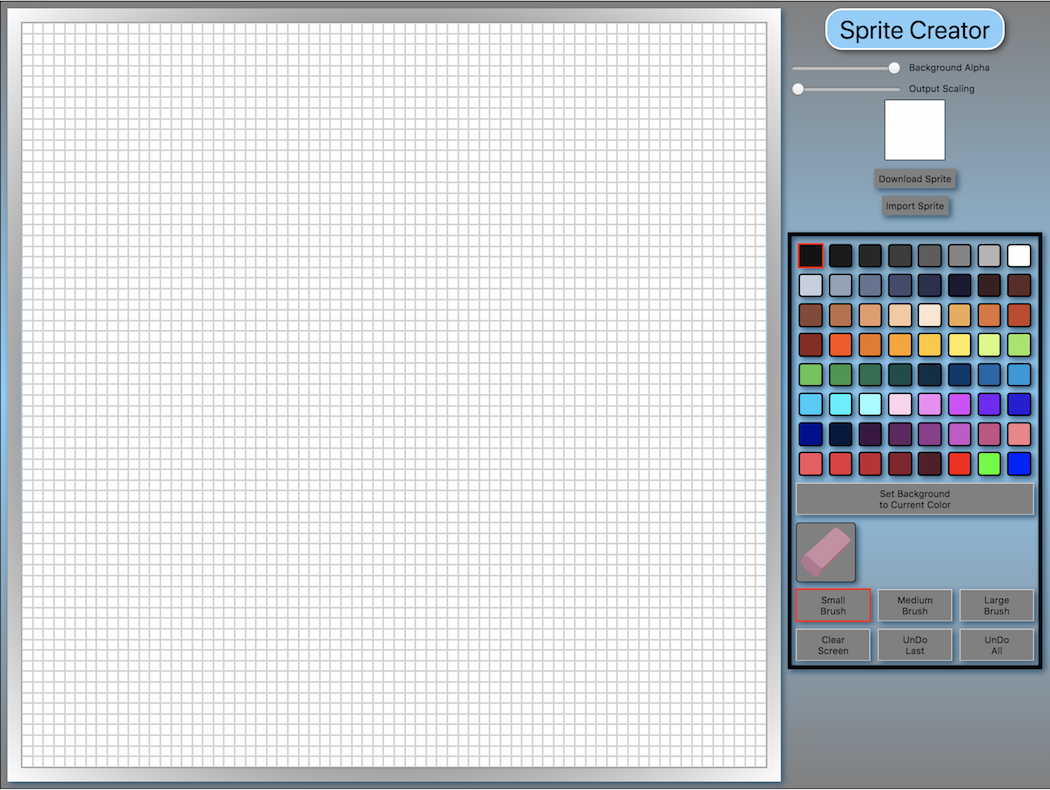 Sprite Creator
Background Alpha
Output Scaling
Download Sprite
Import Sprite
Set Background
to Current Color
Small
Brush
Medium
Brush
Large
Brush
Clear
Screen
UnDo
Last
UnDo
All